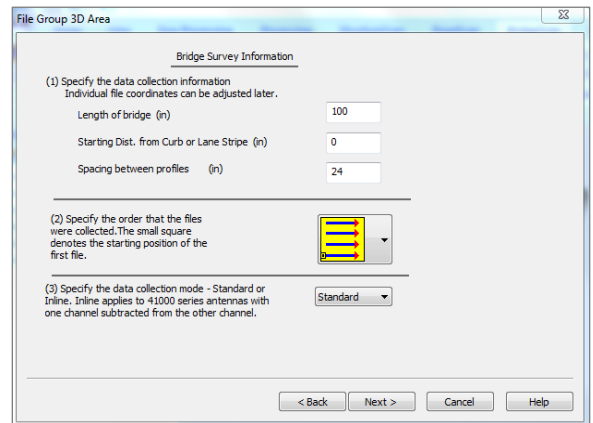 File Group 3D Area
Bridge Survey Information
(1) Specify the data collection information
Individual file coordinates can be adjusted later.
Length of bridge (in)
100
Starting Dist. from Curb or Lane Stripe (in)
0
Spacing between profiles (in)
24
(2) Specify the order that the files
were collected.The small square
denotes the starting position of the
first file.
(3) Specify the data collection mode - Standard or
Inline. Inline applies to 41000 series antennas with
one channel subtracted from the other channel.
Standard
< Back
Next >
Cancel
Help